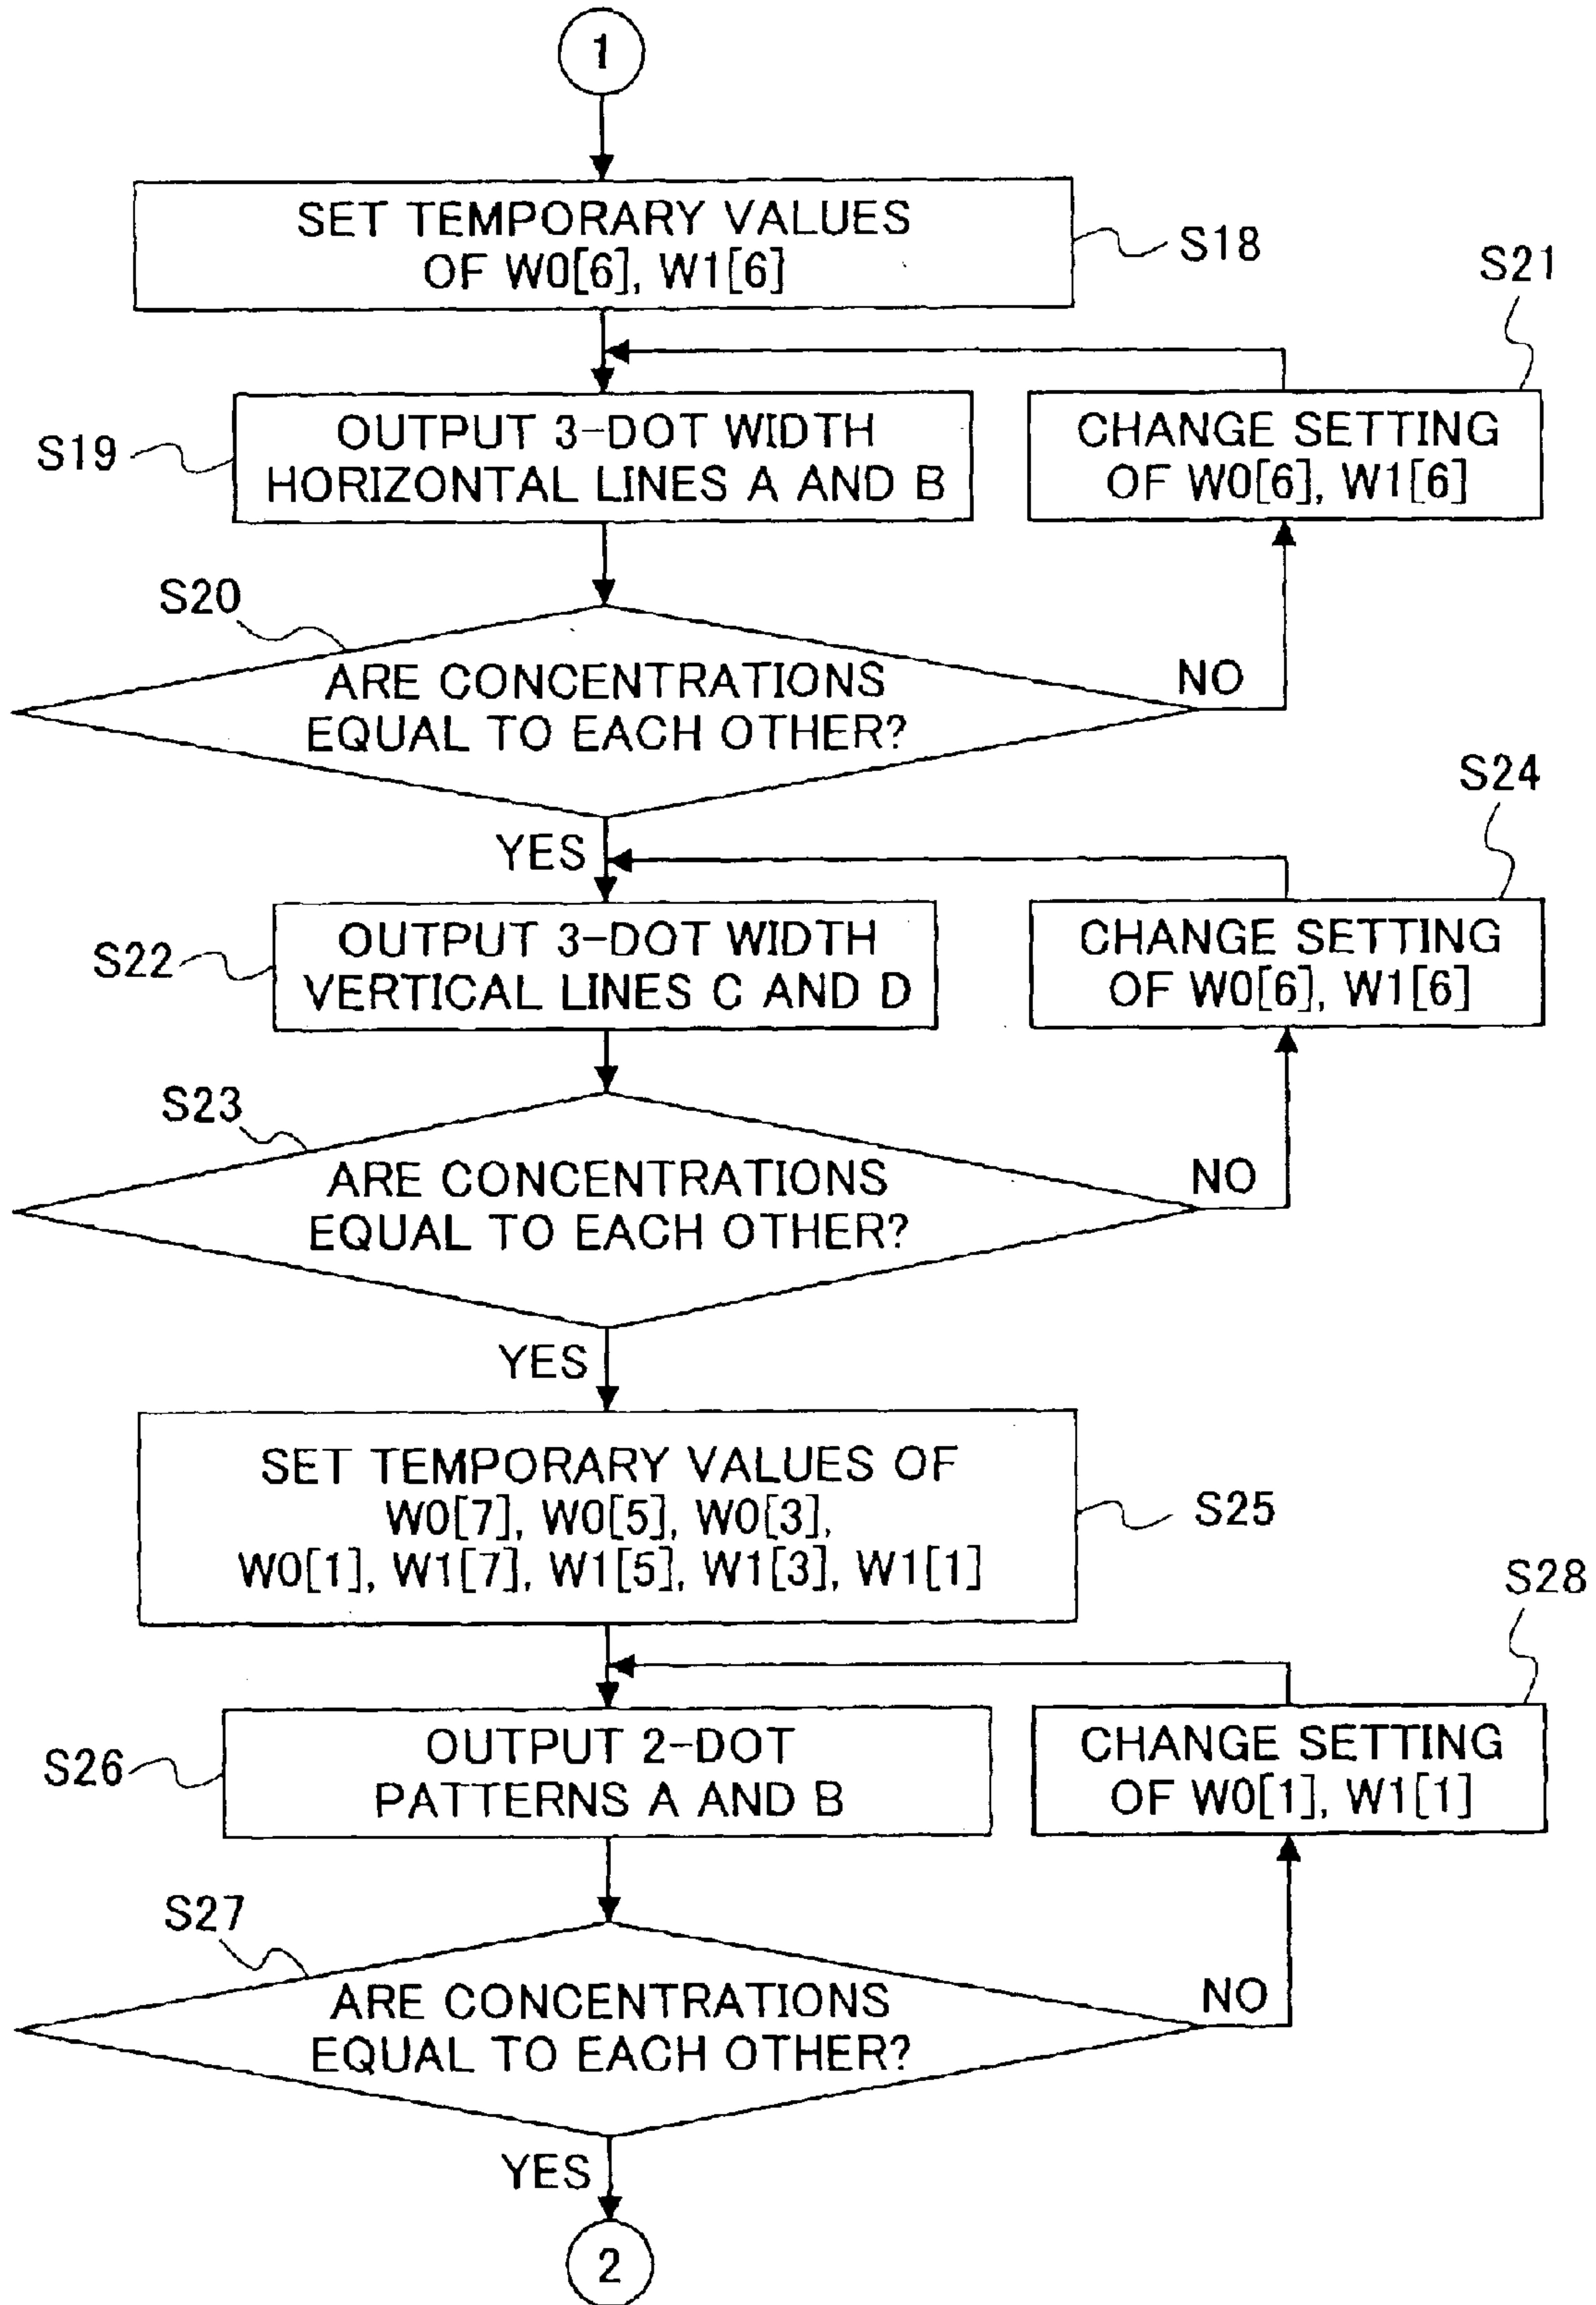 1
SET TEMPORARY VALUES
OF W0[6], W1[6]
S18
S21
S19
OUTPUT 3-DOT WIDTH
HORIZONTAL LINES A AND B
CHANGE SETTING
OF W0[6], W1[6]
S20
ARE CONCENTRATIONS
EQUAL TO EACH OTHER?
NO
YES
S24
S22
OUTPUT 3-DOT WIDTH
VERTICAL LINES C AND D
CHANGE SETTING
OF W0[6], W1[6]
S23
ARE CONCENTRATIONS
EQUAL TO EACH OTHER?
NO
YES
SET TEMPORARY VALUES OF
W0[7], W0[5], W0[3],
W0[1], W1[7], W1[5], W1[3], W1[1]
S25
S28
S26
OUTPUT 2-DOT
PATTERNS A AND B
CHANGE SETTING
OF W0[1], W1[1]
S27
ARE CONCENTRATIONS
EQUAL TO EACH OTHER?
NO
YES
2